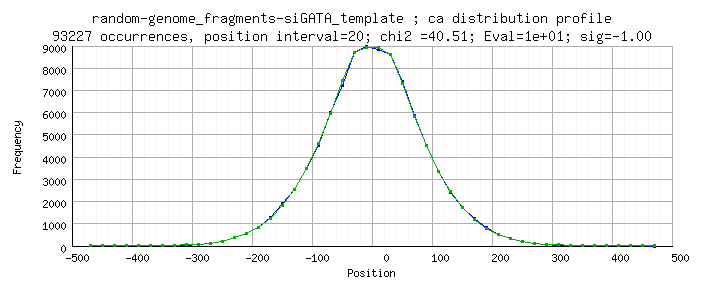 random-genome_fragments-siGATA_template ; ca distribution profile
93227 occurrences, position interval=20; chi2 =40.51; Eval=1e+01; sig=-1.00
9000
8000
7000
6000
5000
4000
3000
2000
1000
0
Frequency
-500 -400 -300 -200 -100 0 100 200 300 400 500
Position